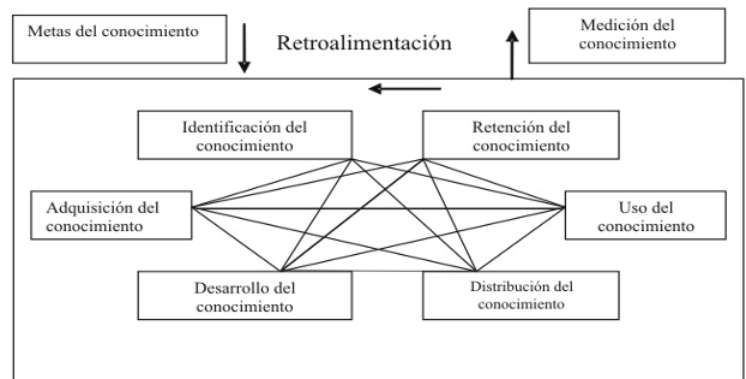 Metas del conocimiento
Retroalimentación
Medición del
conocimiento
Identificación del
conocimiento
Retención del
conocimiento
Adquisición del
conocimiento
Uso del
conocimiento
Desarrollo del
conocimiento
Distribución del
conocimiento